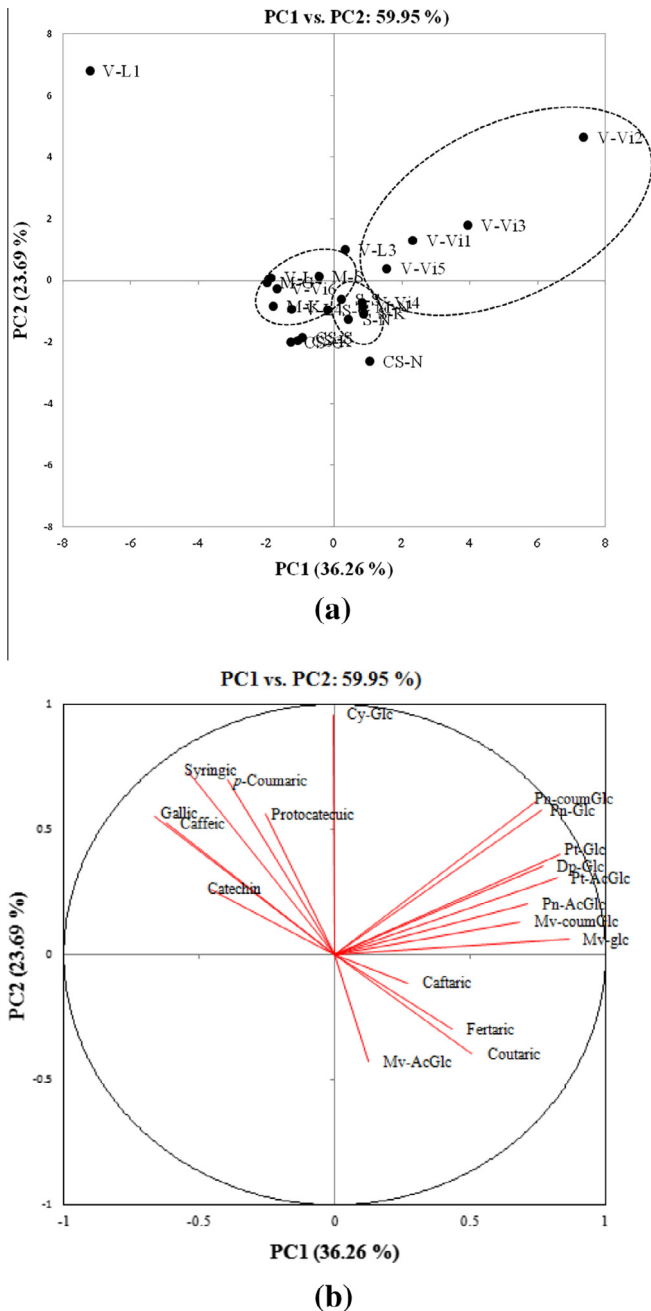 PC1 vs. PC2: 59.95 %)
8
V-L1
6
V-Vi2
4
V-Vi3
2
V-Vi1
V-L3
V-Vi5
PC2 (23.69 %)
0
M-S
M-G
V-Vi6
V-Vi4
M-K
S-N
-2
CS-N
-4
-6
-8
-8 -6 -4 -2 0 2 4 6 8
PC1 (36.26 %)
(a)
PC1 vs. PC2: 59.95 %)
1
Cy-Glc
Syringic
p-Coumaric
Pn-coumGlc
Gallic
Protocatecuic
Pn-Glc
Caffeic
0.5
Pt-Glc
Dp-Glc
Pt-AcGlc
Catechin
Pn-AcGlc
Mv-coumGlc
Mv-glc
PC2 (23.69 %)
0
Caftaric
Fertaric
Coutaric
Mv-AcGlc
-0.5
-1
-1 -0.5 0 0.5 1
PC1 (36.26 %)
(b)